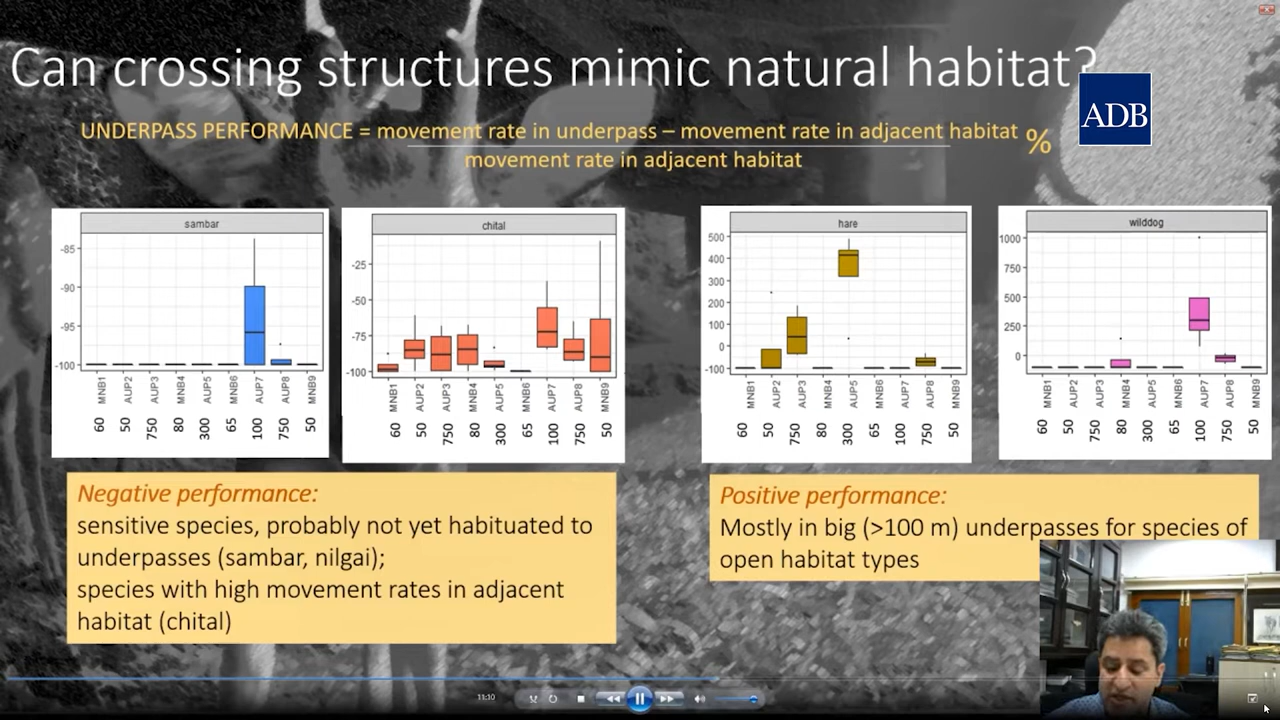 Can crossing structures mimic natural habitat?
ADB
UNDERPASS PERFORMANCE = movement rate in underpass – movement rate in adjacent habitat %
movement rate in adjacent habitat
sambar
-85
-90
-95
-100
MNB1 AUP2 AUP3 MNB4 AUP5 MNB6 AUP7 AUP8 MNB9
60 50 750 80 300 65 100 750 50
chital
-25
-50
-75
-100
MNB1 AUP2 AUP3 MNB4 AUP5 MNB6 AUP7 AUP8 MNB9
60 50 750 80 300 65 100 750 50
hare
500
400
300
200
100
0
-100
MNB1 AUP2 AUP3 MNB4 AUP5 MNB6 AUP7 AUP8 MNB9
60 50 750 80 300 65 100 750 50
wilddog
1000
750
500
250
0
MNB1 AUP2 AUP3 MNB4 AUP5 MNB6 AUP7 AUP8 MNB9
60 50 750 80 300 65 100 750 50
Negative performance:
sensitive species, probably not yet habituated to
underpasses (sambar, nilgai);
species with high movement rates in adjacent
habitat (chital)
Positive performance:
Mostly in big (>100 m) underpasses for species of
open habitat types
11:10